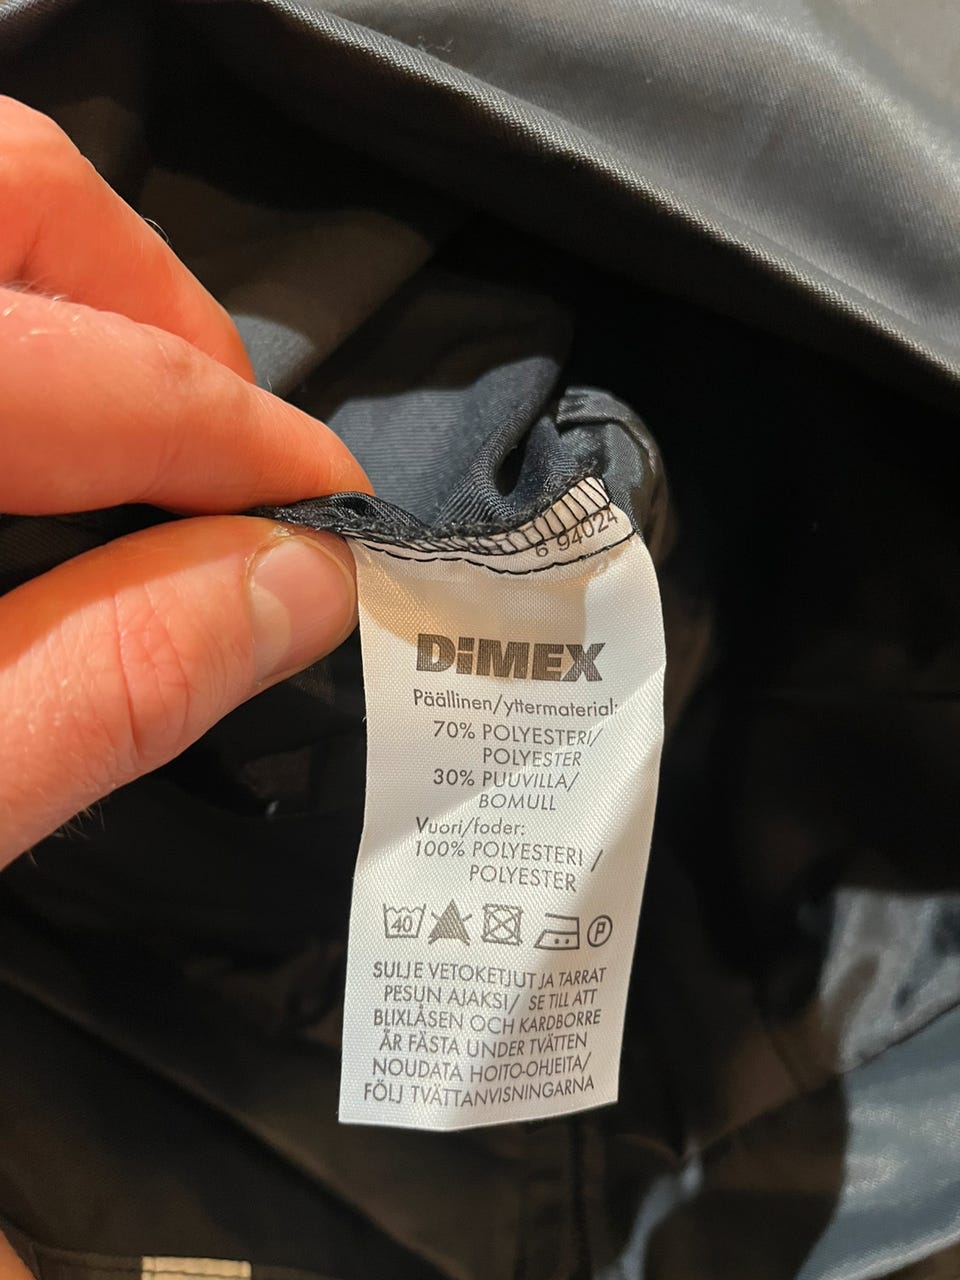 6 94024
DiMEX
Päällinen/yttermaterial:
70% POLYESTERI/
POLYESTER
30% PUUVILLA/
BOMULL
Vuori/foder:
100% POLYESTERI /
POLYESTER
40 P
SULJE VETOKETJUT JA TARRAT
PESUN AJAKSI/ SE TILL ATT
BLIXLÅSEN OCH KARDBORRE
ÄR FÄSTA UNDER TVÄTTEN
NOUDATA HOITO-OHJEITA/
FÖLJ TVÄTTANVISNINGARNA